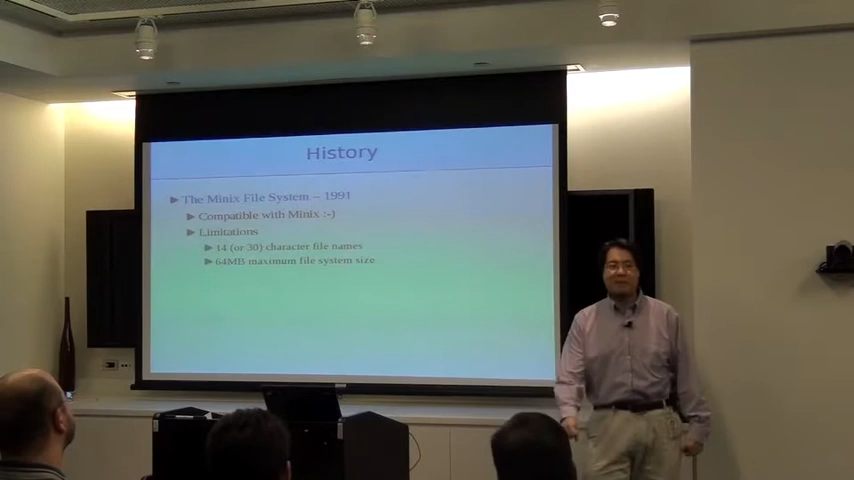 History
The Minix File System – 1991
Compatible with Minix :-)
Limitations
14 (or 30) character file names
64MB maximum file system size